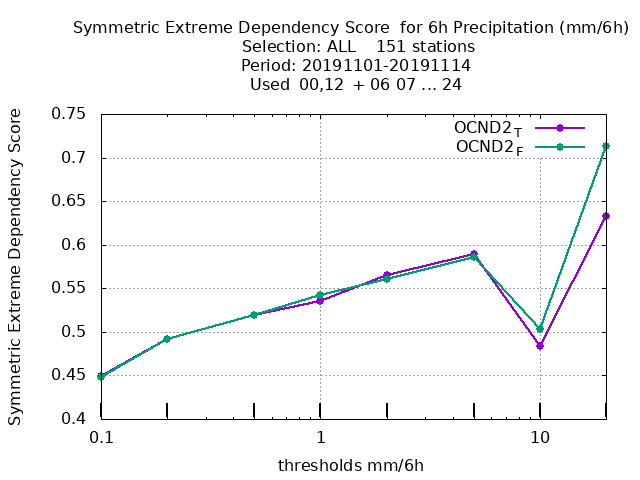 Symmetric Extreme Dependency Score for 6h Precipitation (mm/6h)
Selection: ALL 151 stations
Period: 20191101-20191114
Used 00,12 + 06 07 ... 24
Symmetric Extreme Dependency Score
0.75
0.7
0.65
0.6
0.55
0.5
0.45
0.4
OCND2T
OCND2F
0.1 1 10
thresholds mm/6h